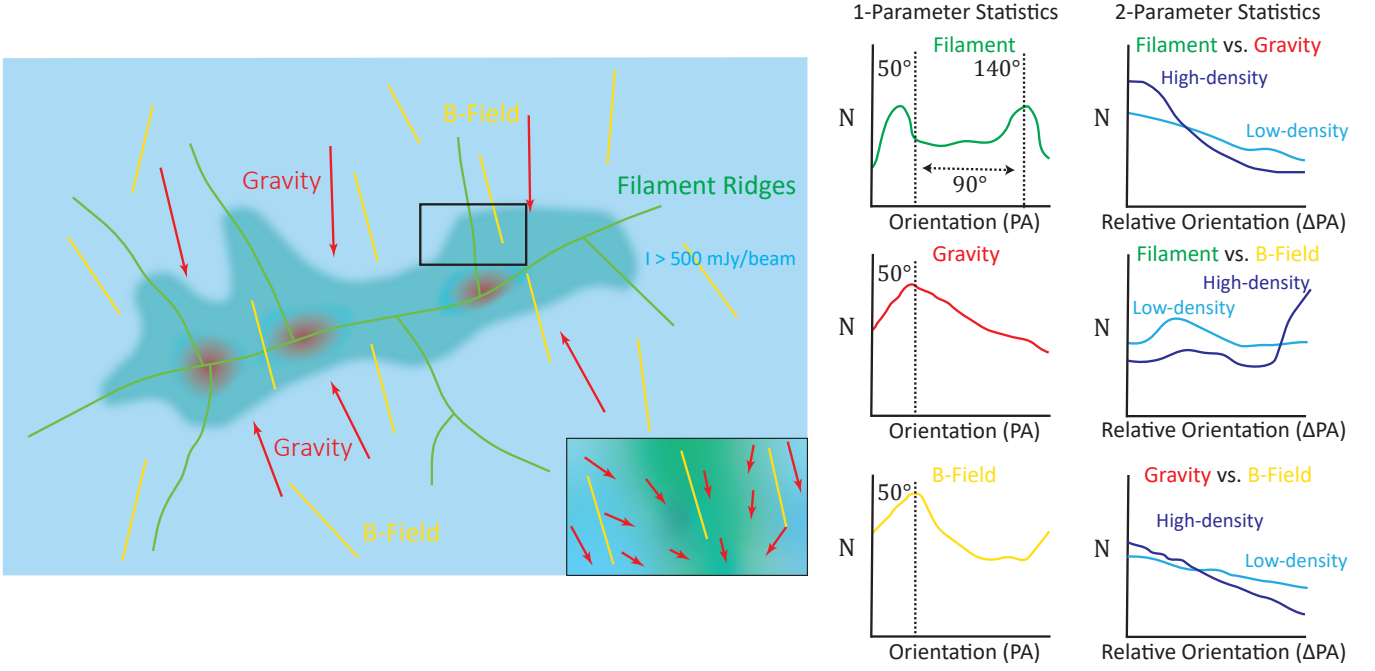 B-Field
Gravity
Filament Ridges
I > 500 mJy/beam
Gravity
B-Field
1-Parameter Statistics
Filament
50°
140°
N
90°
Orientation (PA)
Gravity
50°
N
Orientation (PA)
B-Field
50°
N
Orientation (PA)
2-Parameter Statistics
Filament vs. Gravity
High-density
N
Low-density
Relative Orientation (ΔPA)
Filament vs. B-Field
High-density
Low-density
N
Relative Orientation (ΔPA)
Gravity vs. B-Field
High-density
N
Low-density
Relative Orientation (ΔPA)